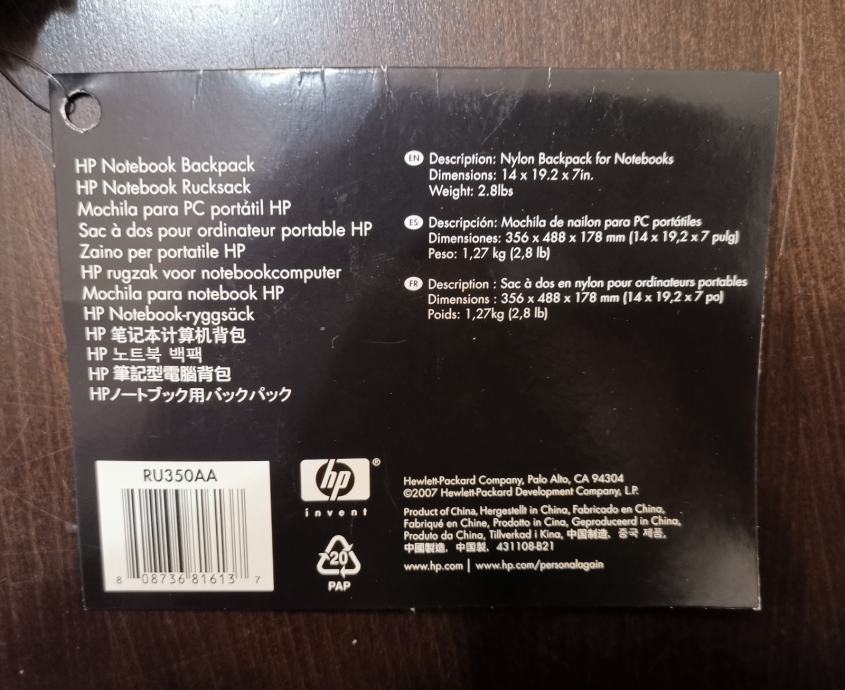 HP Notebook Backpack
HP Notebook Rucksack
Mochila para PC portátil HP
Sac à dos pour ordinateur portable HP
Zaino per portatile HP
HP rugzak voor notebookcomputer
Mochila para notebook HP
HP Notebook-ryggsäck
HP 笔记本计算机背包
HP 노트북 백팩
HP 筆記型電腦背包
HPノートブック用バックパック
EN Description: Nylon Backpack for Notebooks
Dimensions: 14 x 19.2 x 7in.
Weight: 2.8lbs
ES Descripción: Mochila de nailon para PC portátiles
Dimensiones: 356 x 488 x 178 mm (14 x 19,2 x 7 pulg)
Peso: 1,27 kg (2,8 lb)
FR Description : Sac à dos en nylon pour ordinateurs portables
Dimensions : 356 x 488 x 178 mm (14 x 19,2 x 7 po)
Poids: 1,27kg (2,8 lb)
RU350AA
8 08736 81613 7
hp ®
invent
20
PAP
Hewlett-Packard Company, Palo Alto, CA 94304
©2007 Hewlett-Packard Development Company, L.P.
Product of China, Hergestellt in China, Fabricado en China,
Fabriqué en Chine, Prodotto in Cina, Geproduceerd in China,
Produto da China, Tillverkad i Kina, 中国制造, 중국 제품,
中國製造, 中国製, 431108-821
www.hp.com | www.hp.com/personalagain